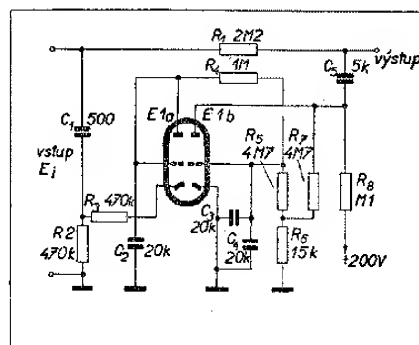 R1 2M2
výstup
R4 1M
C5 5k
C1 500
E1a E1b
vstup
Ei
R5
4M7
R7
4M7
R8
M1
R3 470k
R2
470k
C2 20k
C3
20k
C4
20k
R6
15k
200V